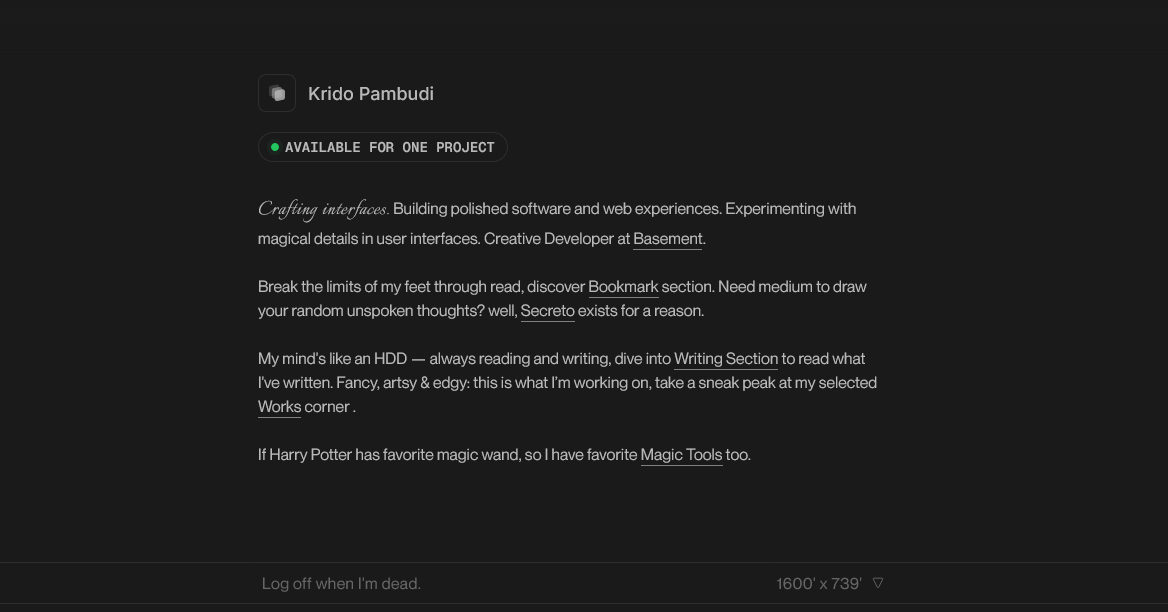 Krido Pambudi
AVAILABLE FOR ONE PROJECT
Crafting interfaces. Building polished software and web experiences. Experimenting with
magical details in user interfaces. Creative Developer at Basement.
Break the limits of my feet through read, discover Bookmark section. Need medium to draw
your random unspoken thoughts? well, Secreto exists for a reason.
My mind's like an HDD — always reading and writing, dive into Writing Section to read what
I've written. Fancy, artsy & edgy: this is what I'm working on, take a sneak peak at my selected
Works corner .
If Harry Potter has favorite magic wand, so I have favorite Magic Tools too.
Log off when I'm dead.
1600' x 739' ▽